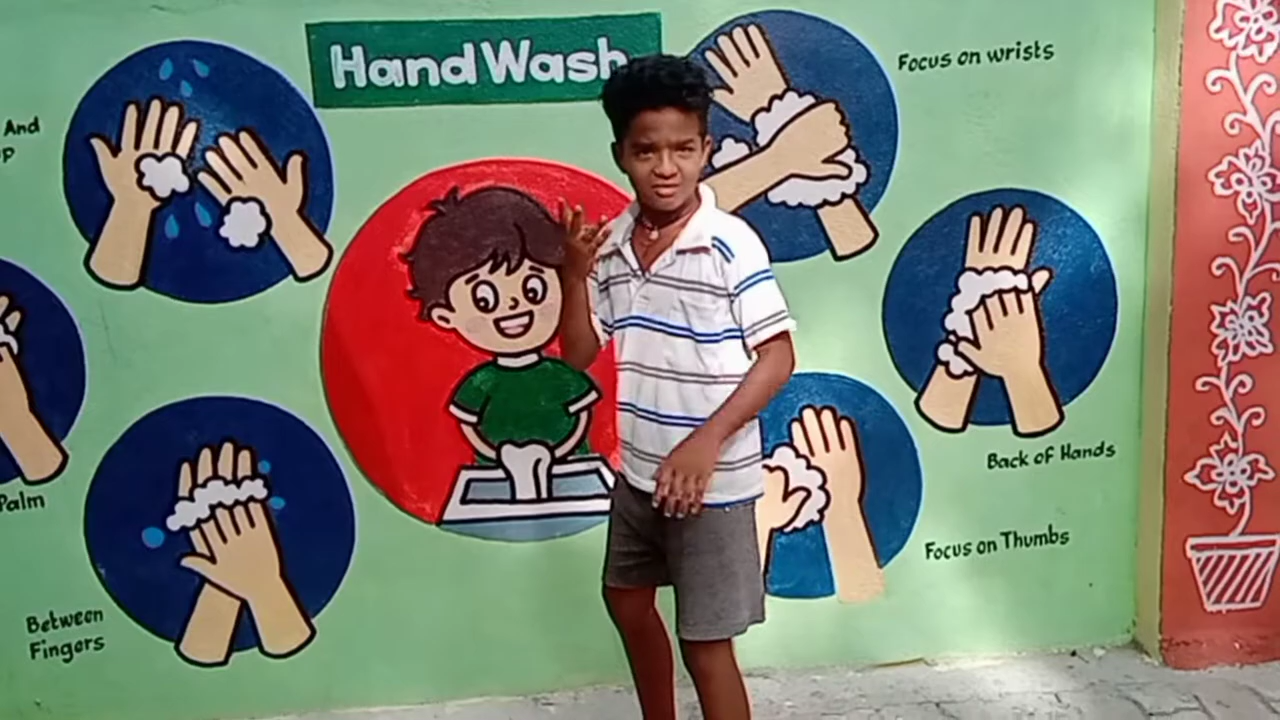 Hand Wash
Focus on wrists
And
Back of Hands
Palm
Focus on Thumbs
Between
Fingers